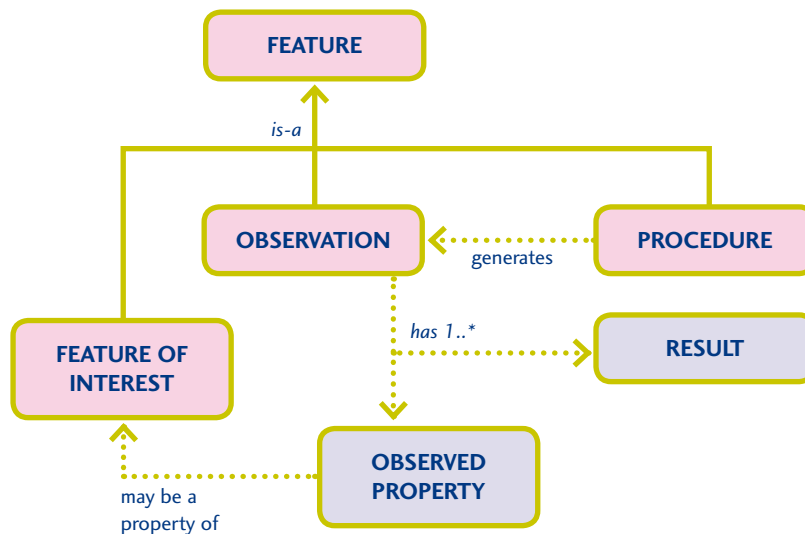 FEATURE
is-a
OBSERVATION
PROCEDURE
generates
has 1..*
RESULT
FEATURE OF
INTEREST
OBSERVED
PROPERTY
may be a
property of